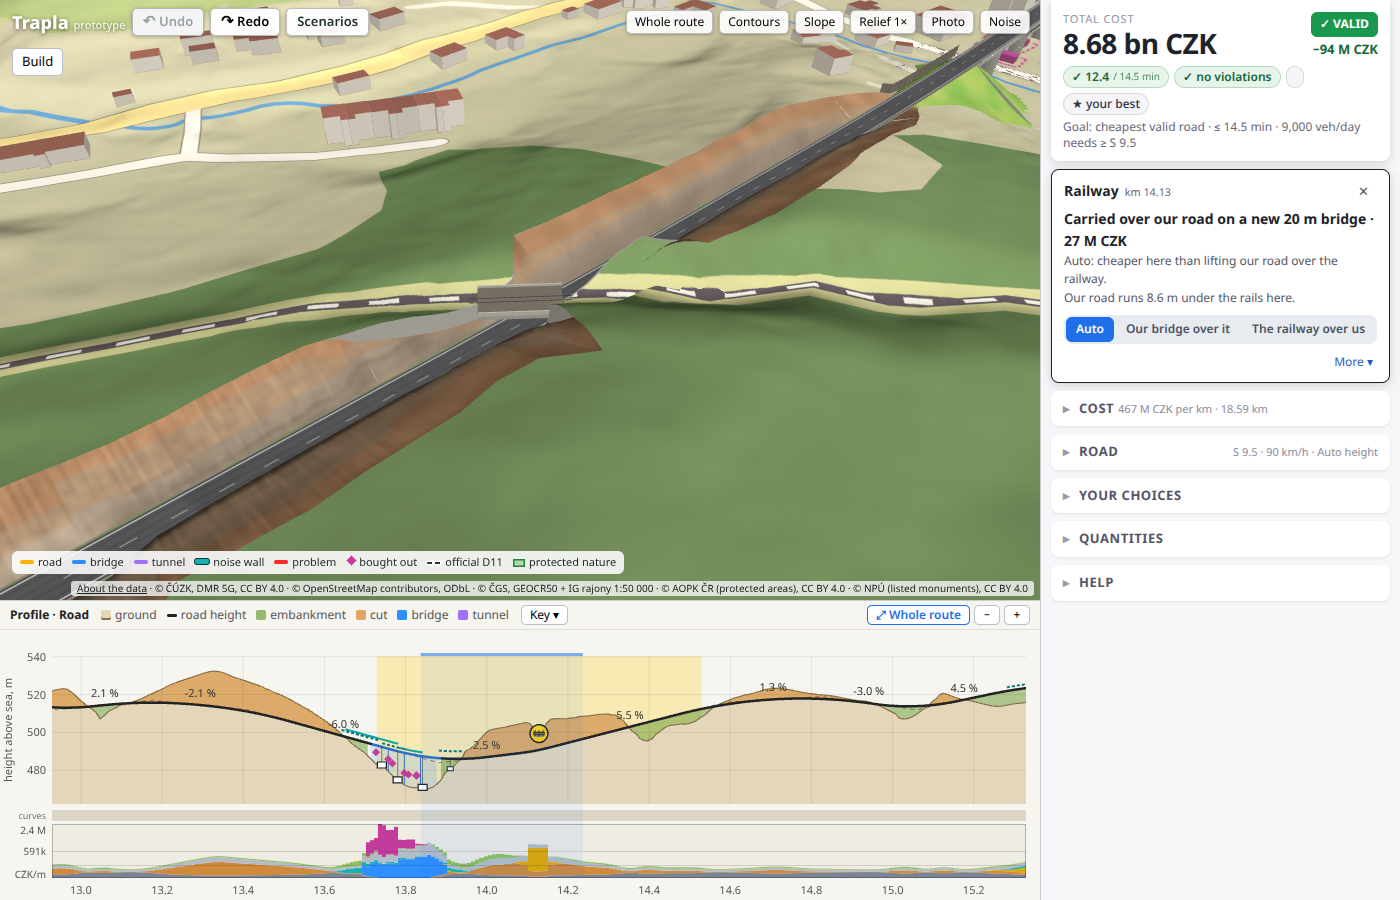 Trapla prototype
↶ Undo
↷ Redo
Scenarios
Whole route
Contours
Slope
Relief 1×
Photo
Noise
Build
road
bridge
tunnel
noise wall
problem
bought out
official D11
protected nature
About the data · © ČÚZK, DMR 5G, CC BY 4.0 · © OpenStreetMap contributors, ODbL · © ČGS, GEOCR50 + IG rajony 1:50 000 · © AOPK ČR (protected areas), CC BY 4.0 · © NPÚ (listed monuments), CC BY 4.0
TOTAL COST
✓ VALID
8.68 bn CZK
−94 M CZK
✓ 12.4 / 14.5 min
✓ no violations
★ your best
Goal: cheapest valid road · ≤ 14.5 min · 9,000 veh/day
needs ≥ S 9.5
Railway km 14.13
✕
Carried over our road on a new 20 m bridge ·
27 M CZK
Auto: cheaper here than lifting our road over the
railway.
Our road runs 8.6 m under the rails here.
Auto
Our bridge over it
The railway over us
More ▾
▶ COST 467 M CZK per km · 18.59 km
▶ ROAD S 9.5 · 90 km/h · Auto height
▶ YOUR CHOICES
▶ QUANTITIES
▶ HELP
Profile · Road
ground
road height
embankment
cut
bridge
tunnel
Key ▾
⤢ Whole route
−
+
height above sea, m
540
520
500
480
2.1 %
-2.1 %
-6.0 %
2.5 %
5.5 %
1.3 %
-3.0 %
4.5 %
curves
2.4 M
591k
CZK/m
13.0
13.2
13.4
13.6
13.8
14.0
14.2
14.4
14.6
14.8
15.0
15.2